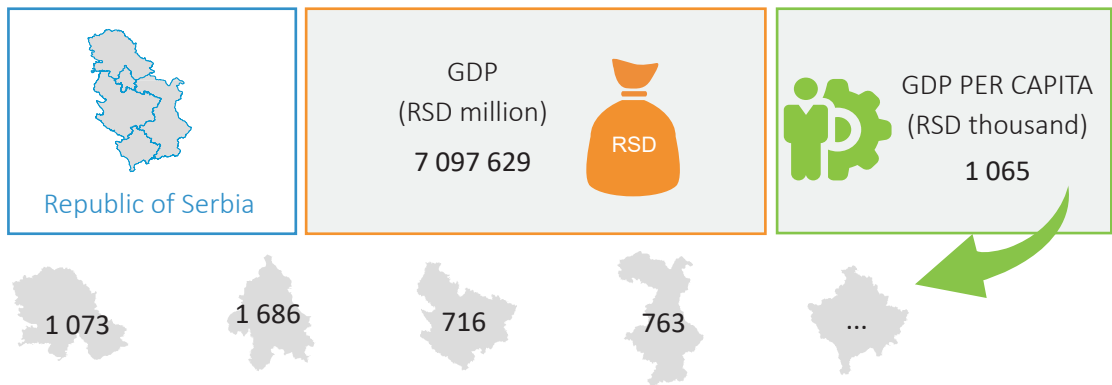 Republic of Serbia
GDP
(RSD million)
7 097 629
RSD
GDP PER CAPITA
(RSD thousand)
1 065
1 073
1 686
716
763
...